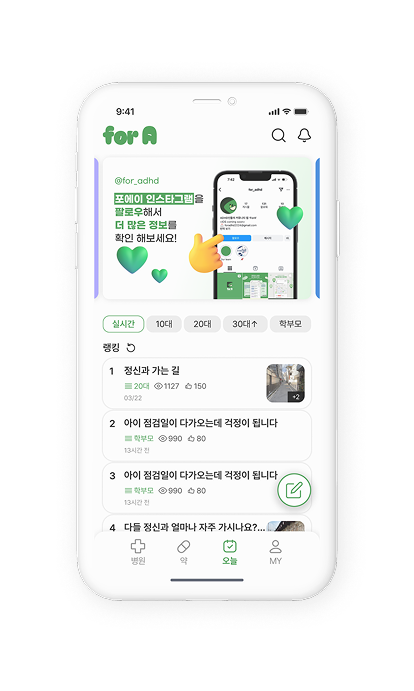 9:41
for A
@for_adhd
포에이 인스타그램을
팔로우해서
더 많은 정보를
확인 해보세요!
7:42
for_adhd
실시간
10대
20대
30대↑
학부모
랭킹
1 정신과 가는 길
20대 1127 150
03/22
+2
2 아이 점검일이 다가오는데 걱정이 됩니다
학부모 990 80
13시간 전
3 아이 점검일이 다가오는데 걱정이 됩니다
학부모 990 80
13시간 전
4 다들 정신과 얼마나 자주 가시나요?...
병원
약
오늘
MY